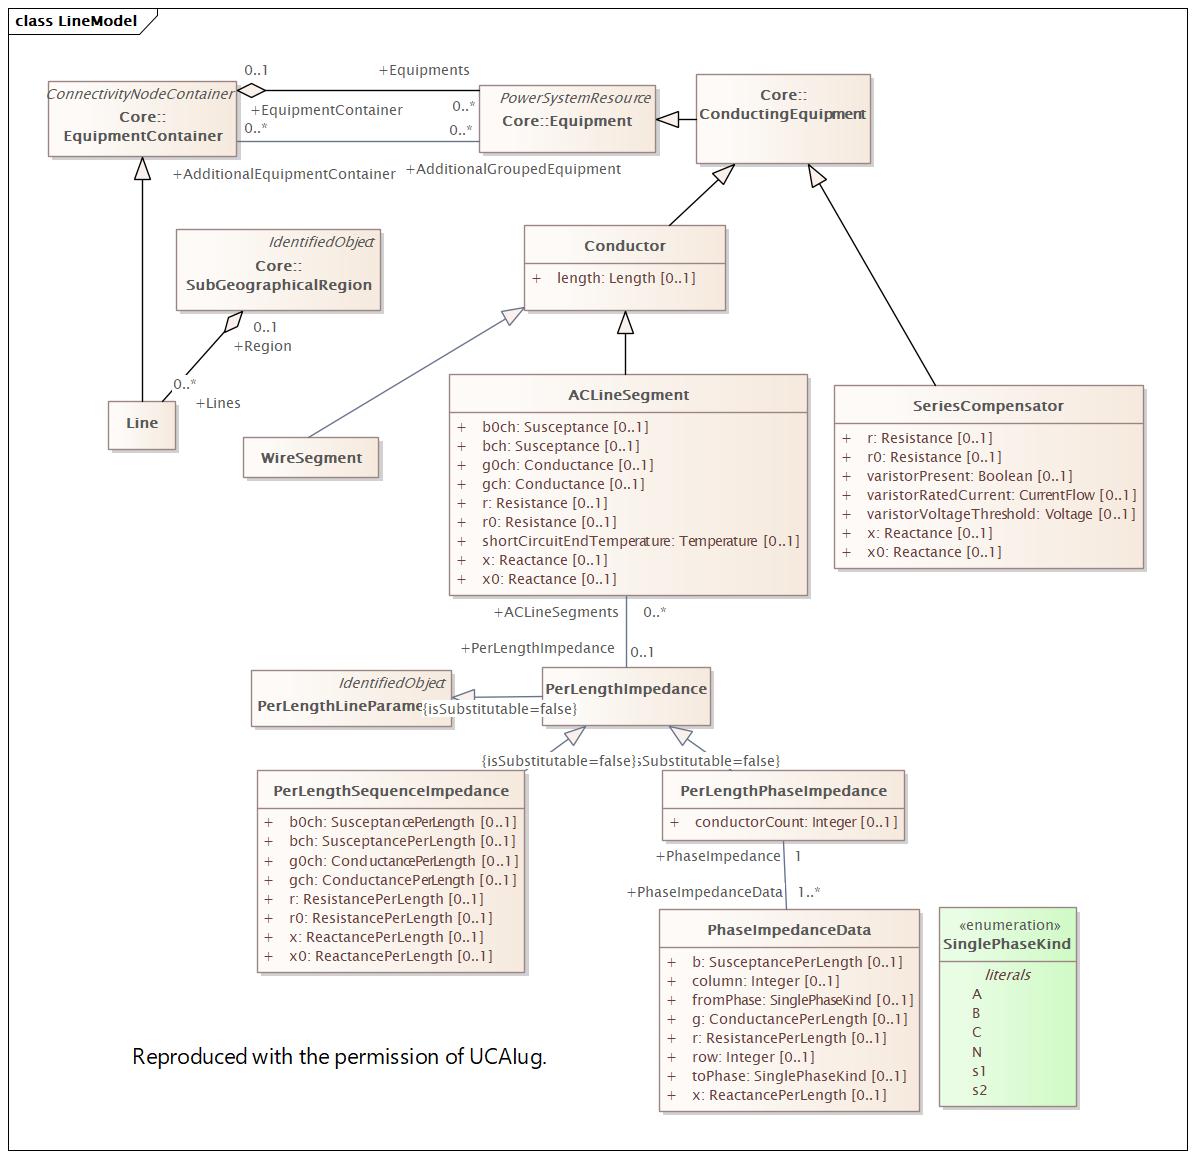 class LineModel
ConnectivityNodeContainer
Core::
EquipmentContainer
0..1
+Equipments
+EquipmentContainer
0..*
0..*
0..*
+AdditionalEquipmentContainer
+AdditionalGroupedEquipment
PowerSystemResource
Core::Equipment
Core::
ConductingEquipment
IdentifiedObject
Core::
SubGeographicalRegion
0..1
+Region
0..*
+Lines
Line
Conductor
+ length: Length [0..1]
WireSegment
ACLineSegment
+ b0ch: Susceptance [0..1]
+ bch: Susceptance [0..1]
+ g0ch: Conductance [0..1]
+ gch: Conductance [0..1]
+ r: Resistance [0..1]
+ r0: Resistance [0..1]
+ shortCircuitEndTemperature: Temperature [0..1]
+ x: Reactance [0..1]
+ x0: Reactance [0..1]
SeriesCompensator
+ r: Resistance [0..1]
+ r0: Resistance [0..1]
+ varistorPresent: Boolean [0..1]
+ varistorRatedCurrent: CurrentFlow [0..1]
+ varistorVoltageThreshold: Voltage [0..1]
+ x: Reactance [0..1]
+ x0: Reactance [0..1]
+ACLineSegments 0..*
+PerLengthImpedance 0..1
IdentifiedObject
PerLengthLineParame
{isSubstitutable=false}
PerLengthImpedance
{isSubstitutable=false}
sSubstitutable=false}
PerLengthSequenceImpedance
+ b0ch: SusceptancePerLength [0..1]
+ bch: SusceptancePerLength [0..1]
+ g0ch: ConductancePerLength [0..1]
+ gch: ConductancePerLength [0..1]
+ r: ResistancePerLength [0..1]
+ r0: ResistancePerLength [0..1]
+ x: ReactancePerLength [0..1]
+ x0: ReactancePerLength [0..1]
PerLengthPhaseImpedance
+ conductorCount: Integer [0..1]
+PhaseImpedance 1
+PhaseImpedanceData 1..*
PhaseImpedanceData
+ b: SusceptancePerLength [0..1]
+ column: Integer [0..1]
+ fromPhase: SinglePhaseKind [0..1]
+ g: ConductancePerLength [0..1]
+ r: ResistancePerLength [0..1]
+ row: Integer [0..1]
+ toPhase: SinglePhaseKind [0..1]
+ x: ReactancePerLength [0..1]
«enumeration»
SinglePhaseKind
literals
A
B
C
N
s1
s2
Reproduced with the permission of UCAIug.